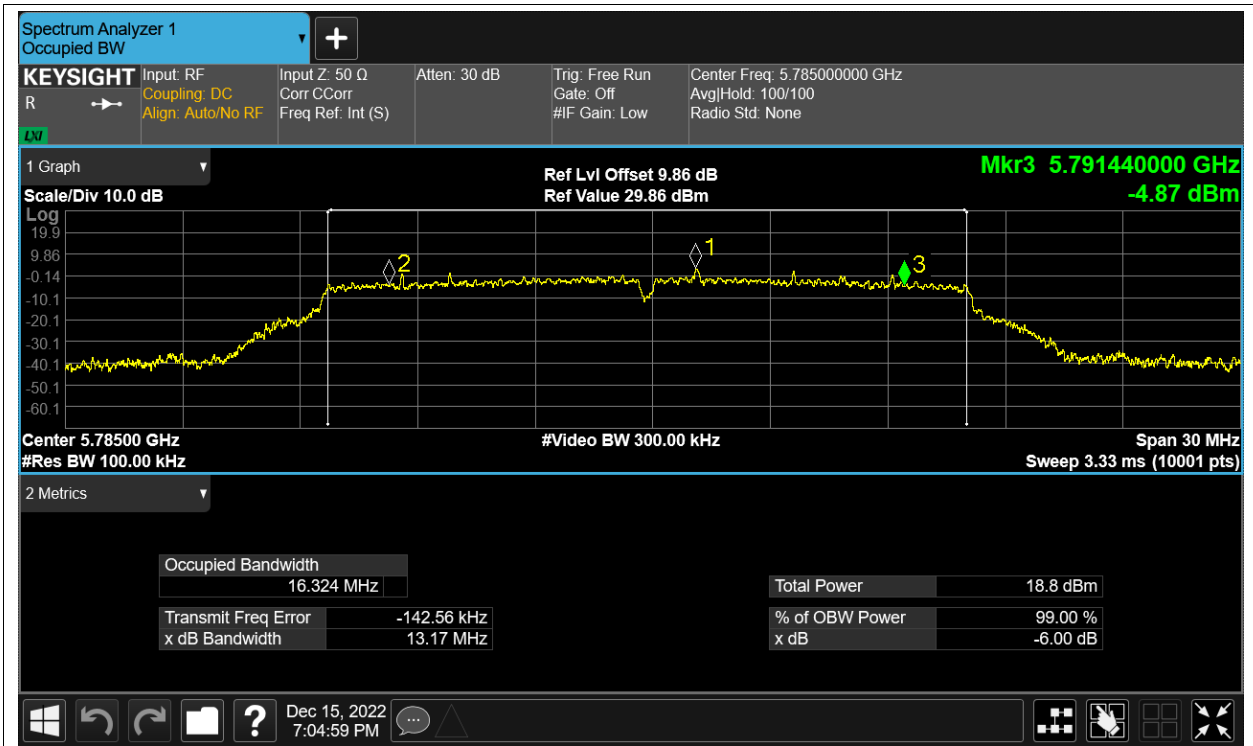 Spectrum Analyzer 1
Occupied BW
KEYSIGHT
R
LXI
Input: RF
Coupling: DC
Align: Auto/No RF
Input Z: 50 Ω
Corr CCorr
Freq Ref: Int (S)
Atten: 30 dB
Trig: Free Run
Gate: Off
#IF Gain: Low
Center Freq: 5.785000000 GHz
Avg|Hold: 100/100
Radio Std: None
1 Graph
Scale/Div 10.0 dB
Ref Lvl Offset 9.86 dB
Ref Value 29.86 dBm
Mkr3 5.791440000 GHz
-4.87 dBm
Log
19.9
9.86
-0.14
-10.1
-20.1
-30.1
-40.1
-50.1
-60.1
2
1
3
Center 5.78500 GHz
#Res BW 100.00 kHz
#Video BW 300.00 kHz
Span 30 MHz
Sweep 3.33 ms (10001 pts)
2 Metrics
Occupied Bandwidth
16.324 MHz
Transmit Freq Error -142.56 kHz
x dB Bandwidth 13.17 MHz
Total Power 18.8 dBm
% of OBW Power 99.00 %
x dB -6.00 dB
?
Dec 15, 2022
7:04:59 PM